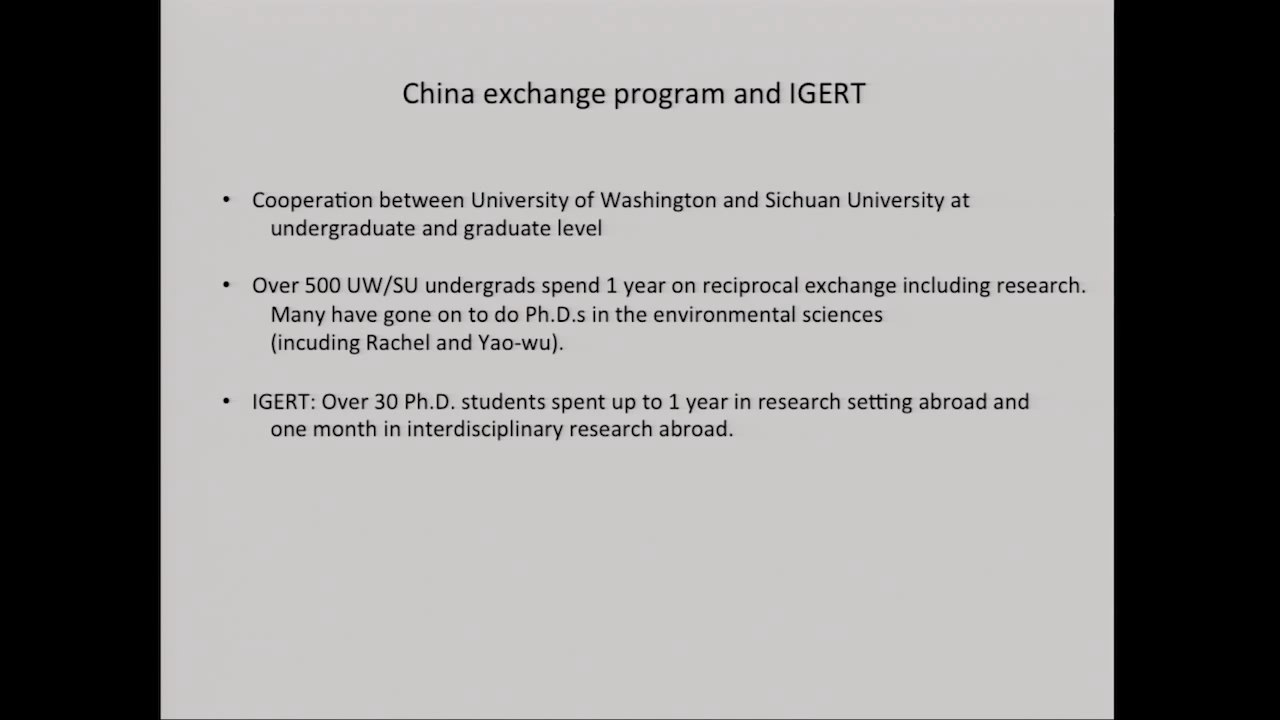 China exchange program and IGERT
• Cooperation between University of Washington and Sichuan University at
undergraduate and graduate level
• Over 500 UW/SU undergrads spend 1 year on reciprocal exchange including research.
Many have gone on to do Ph.D.s in the environmental sciences
(incuding Rachel and Yao-wu).
• IGERT: Over 30 Ph.D. students spent up to 1 year in research setting abroad and
one month in interdisciplinary research abroad.